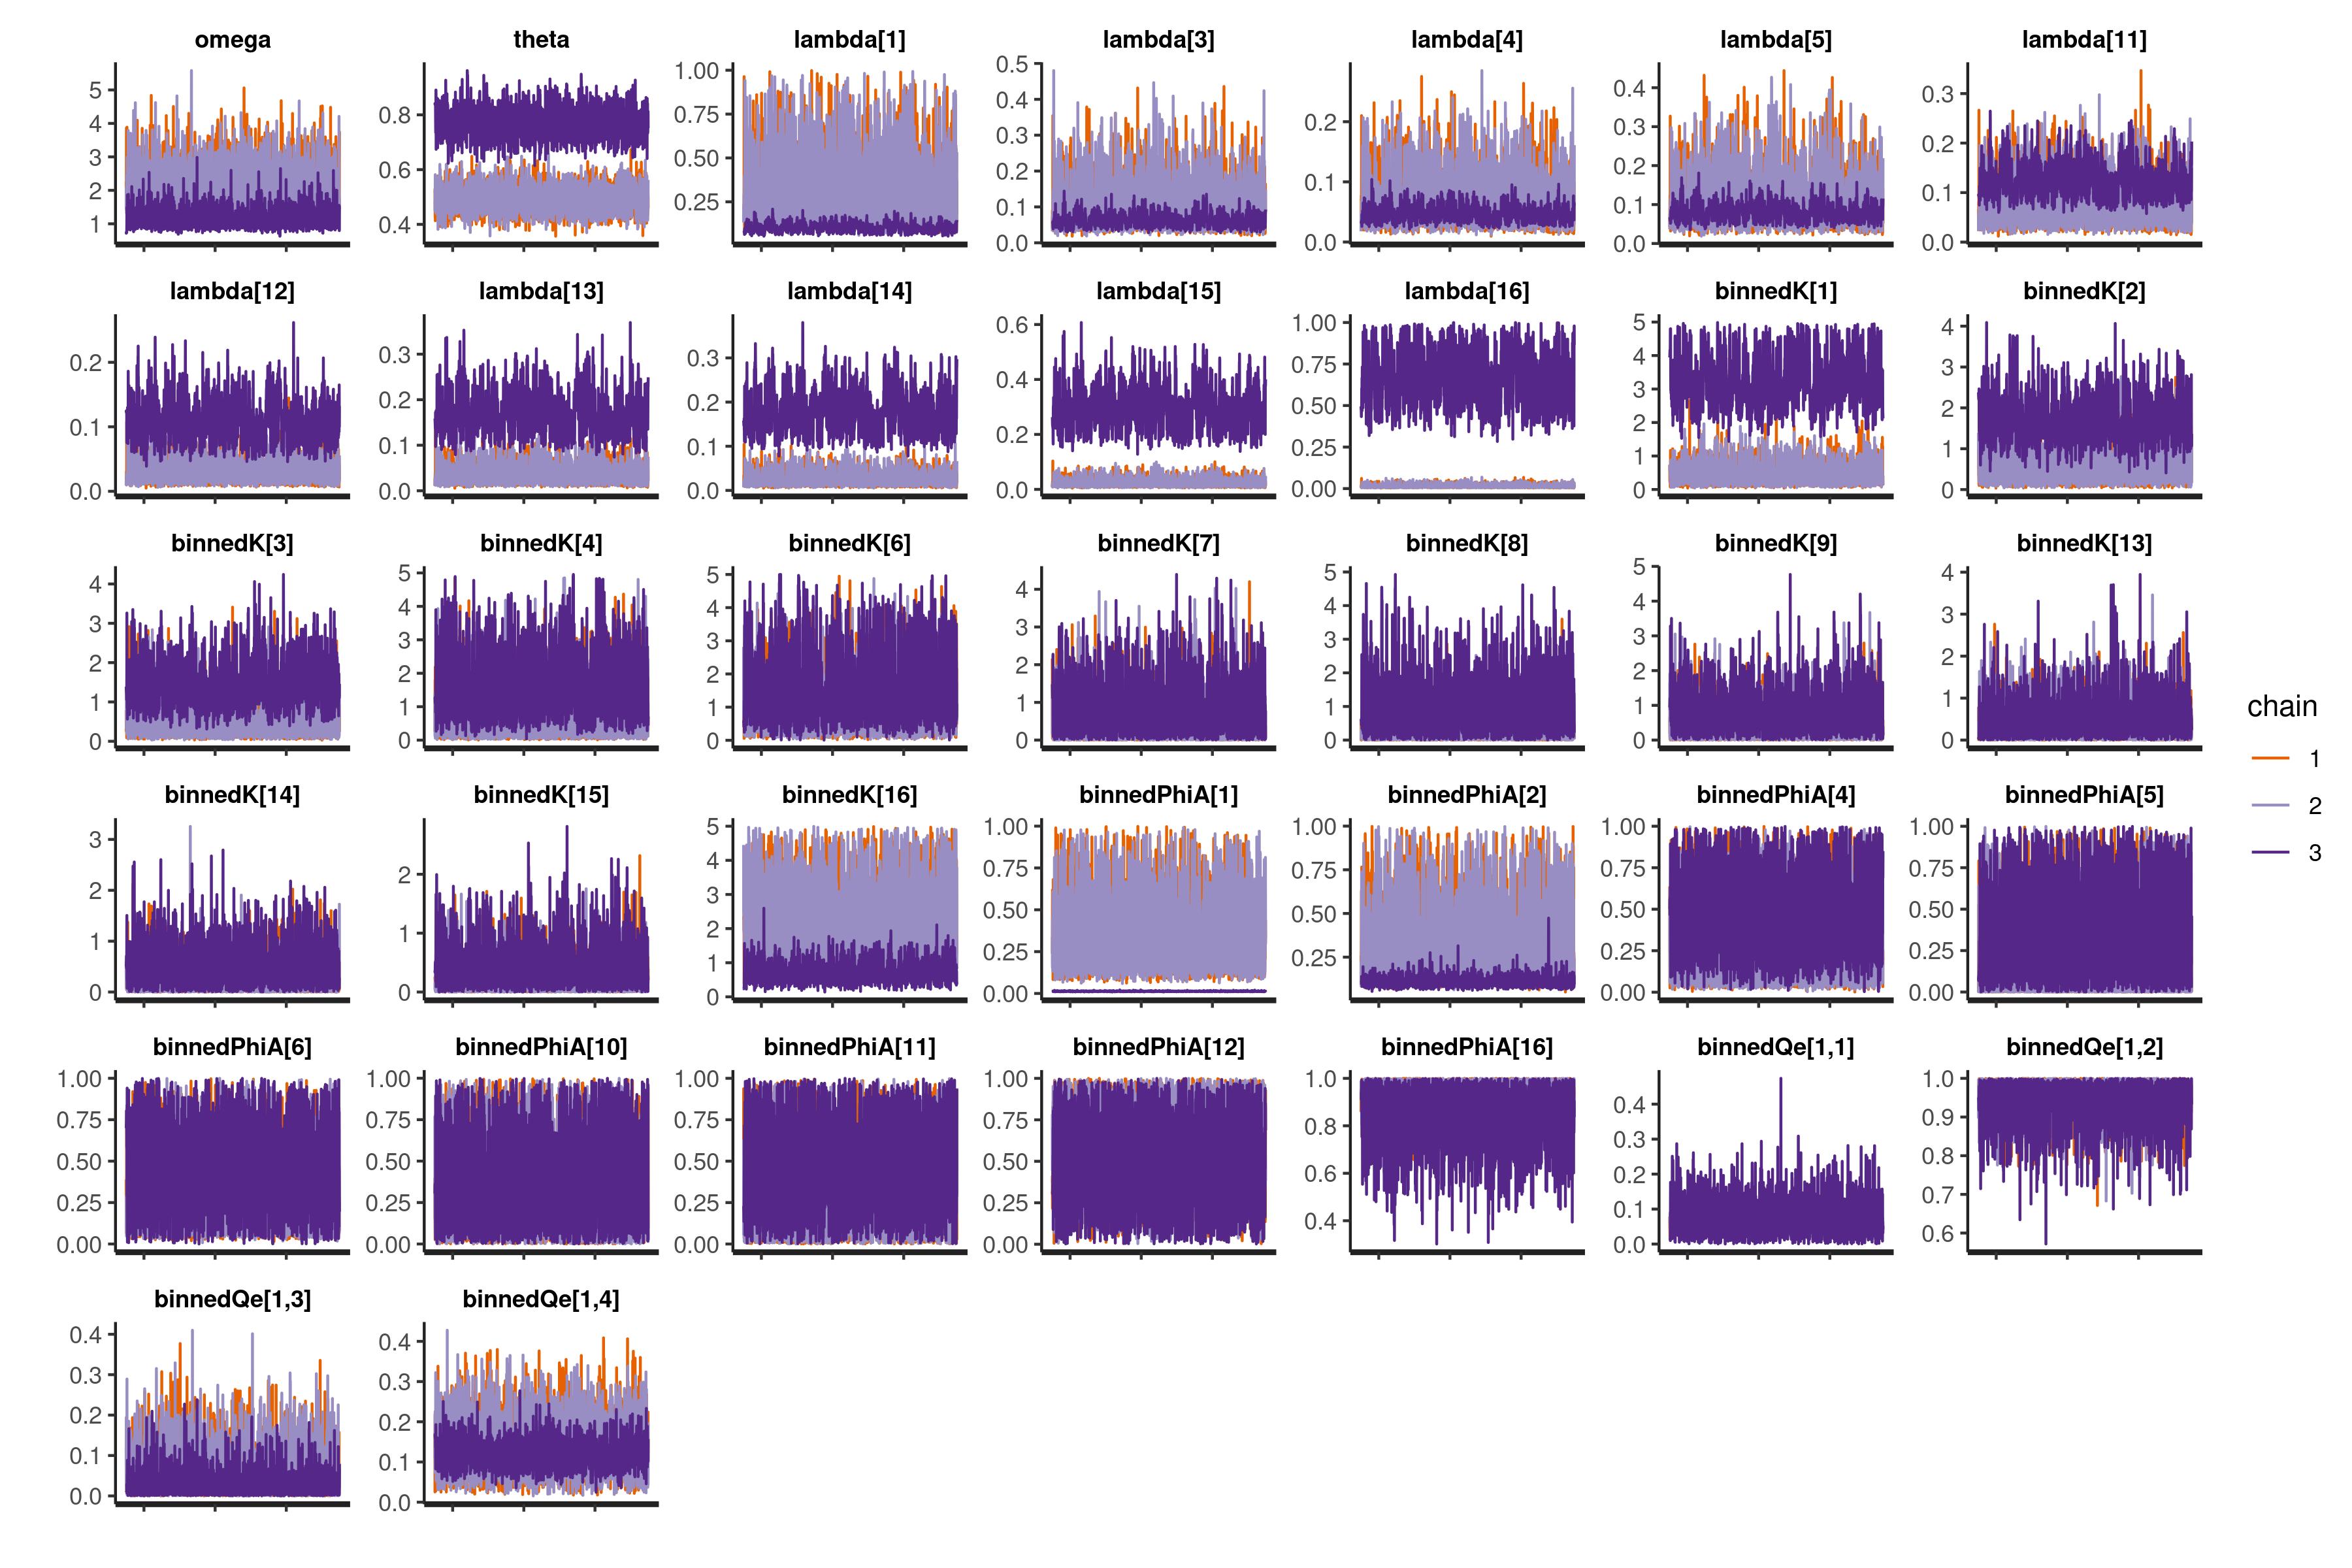 omega theta lambda[1] lambda[3] lambda[4] lambda[5] lambda[11]
5 4 3 2 1
0.8 0.6 0.4
1.00 0.75 0.50 0.25
0.5 0.4 0.3 0.2 0.1 0.0
0.2 0.1 0.0
0.4 0.3 0.2 0.1 0.0
0.3 0.2 0.1 0.0
lambda[12] lambda[13] lambda[14] lambda[15] lambda[16] binnedK[1] binnedK[2]
0.2 0.1 0.0
0.3 0.2 0.1 0.0
0.3 0.2 0.1 0.0
0.6 0.4 0.2 0.0
1.00 0.75 0.50 0.25 0.00
5 4 3 2 1 0
4 3 2 1 0
binnedK[3] binnedK[4] binnedK[6] binnedK[7] binnedK[8] binnedK[9] binnedK[13]
4 3 2 1 0
5 4 3 2 1 0
5 4 3 2 1 0
4 3 2 1 0
5 4 3 2 1 0
5 4 3 2 1 0
4 3 2 1 0
binnedK[14] binnedK[15] binnedK[16] binnedPhiA[1] binnedPhiA[2] binnedPhiA[4] binnedPhiA[5]
3 2 1 0
2 1 0
5 4 3 2 1 0
1.00 0.75 0.50 0.25 0.00
1.00 0.75 0.50 0.25
1.00 0.75 0.50 0.25 0.00
1.00 0.75 0.50 0.25 0.00
binnedPhiA[6] binnedPhiA[10] binnedPhiA[11] binnedPhiA[12] binnedPhiA[16] binnedQe[1,1] binnedQe[1,2]
1.00 0.75 0.50 0.25 0.00
1.00 0.75 0.50 0.25 0.00
1.00 0.75 0.50 0.25 0.00
1.00 0.75 0.50 0.25 0.00
1.0 0.8 0.6 0.4
0.4 0.3 0.2 0.1 0.0
1.0 0.9 0.8 0.7 0.6
binnedQe[1,3] binnedQe[1,4]
0.4 0.3 0.2 0.1 0.0
0.4 0.3 0.2 0.1 0.0
chain
1
2
3